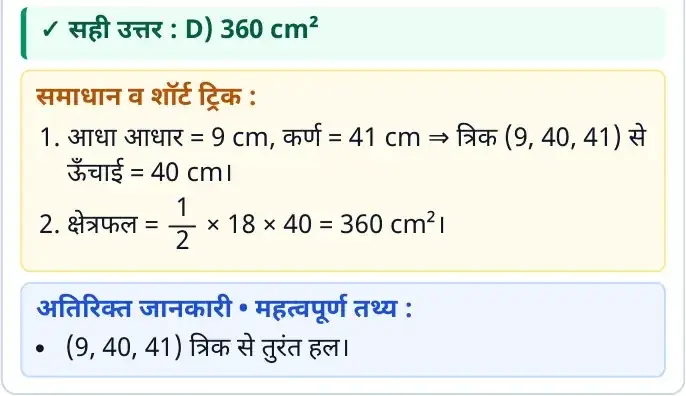 ✓ सही उत्तर : D) 360 cm²
समाधान व शॉर्ट ट्रिक :
1. आधा आधार = 9 cm, कर्ण = 41 cm ⇒ त्रिक (9, 40, 41) से
ऊँचाई = 40 cm।
2. क्षेत्रफल = 1/2 × 18 × 40 = 360 cm²।
अतिरिक्त जानकारी • महत्वपूर्ण तथ्य :
• (9, 40, 41) त्रिक से तुरंत हल।